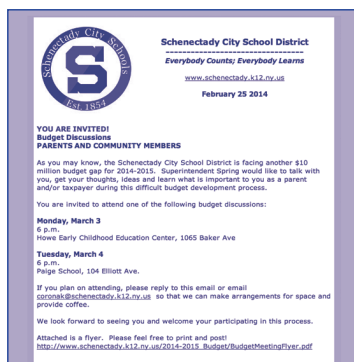 Schenectady City Schools
S
Est. 1854
Schenectady City School District
--------------------------------
Everybody Counts; Everybody Learns
www.schenectady.k12.ny.us
February 25 2014
YOU ARE INVITED!
Budget Discussions
PARENTS AND COMMUNITY MEMBERS
As you may know, the Schenectady City School District is facing another $10
million budget gap for 2014-2015.  Superintendent Spring would like to talk with
you, get your thoughts, ideas and learn what is important to you as a parent
and/or taxpayer during this difficult budget development process.
You are invited to attend one of the following budget discussions:
Monday, March 3
6 p.m.
Howe Early Childhood Education Center, 1065 Baker Ave
Tuesday, March 4
6 p.m.
Paige School, 104 Elliott Ave.
If you plan on attending, please reply to this email or email
coronak@schenectady.k12.ny.us  so that we can make arrangements for space and
provide coffee.
We look forward to seeing you and welcome your participating in this process.
Attached is a flyer.  Please feel free to print and post!
http://www.schenectady.k12.ny.us/2014-2015_Budget/BudgetMeetingFlyer.pdf